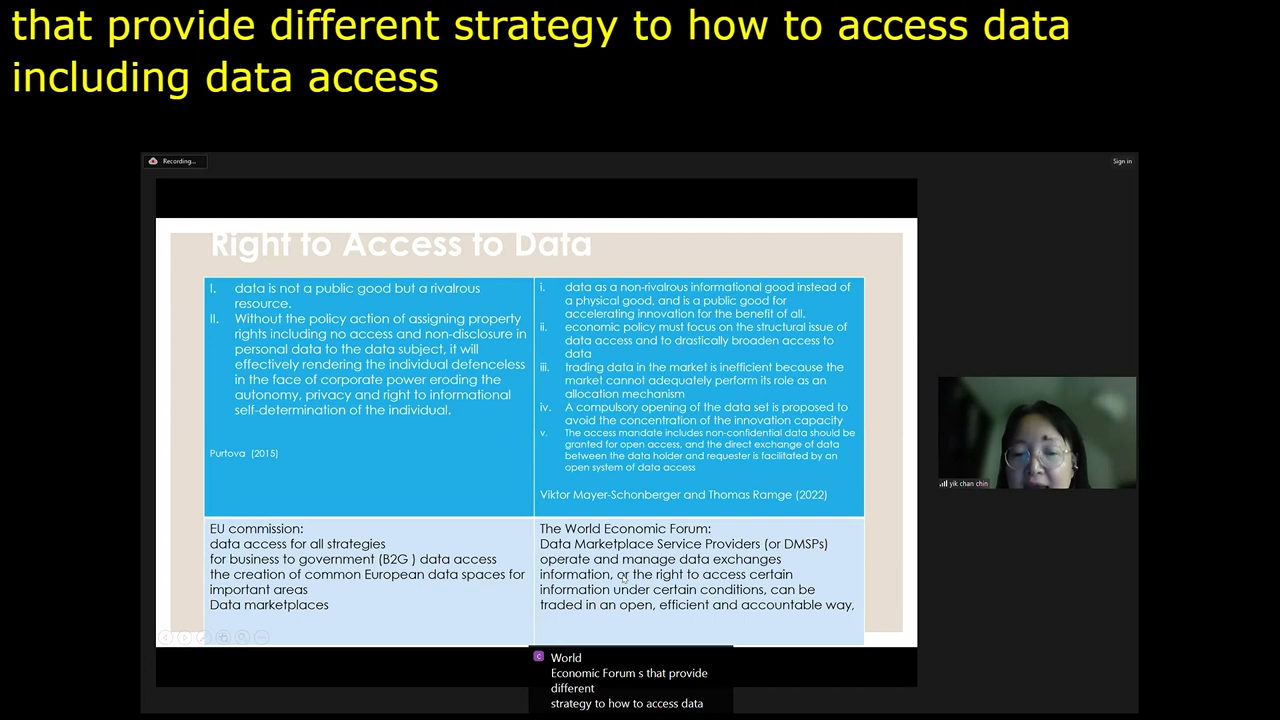 that provide different strategy to how to access data
including data access
Recording...
Sign in
Right to Access to Data
I. data is not a public good but a rivalrous
resource.
II. Without the policy action of assigning property
rights including no access and non-disclosure in
personal data to the data subject, it will
effectively rendering the individual defenceless
in the face of corporate power eroding the
autonomy, privacy and right to informational
self-determination of the individual.
Purtova (2015)
i. data as a non-rivalrous informational good instead of
a physical good, and is a public good for
accelerating innovation for the benefit of all.
ii. economic policy must focus on the structural issue of
data access and to drastically broaden access to
data
iii. trading data in the market is inefficient because the
market cannot adequately perform its role as an
allocation mechanism
iv. A compulsory opening of the data set is proposed to
avoid the concentration of the innovation capacity
v. The access mandate includes non-confidential data should be
granted for open access, and the direct exchange of data
between the data holder and requester is facilitated by an
open system of data access
Viktor Mayer-Schonberger and Thomas Ramge (2022)
EU commission:
data access for all strategies
for business to government (B2G ) data access
the creation of common European data spaces for
important areas
Data marketplaces
The World Economic Forum:
Data Marketplace Service Providers (or DMSPs)
operate and manage data exchanges
information, or the right to access certain
information under certain conditions, can be
traded in an open, efficient and accountable way,
yik chan chin
C World
Economic Forum s that provide
different
strategy to how to access data